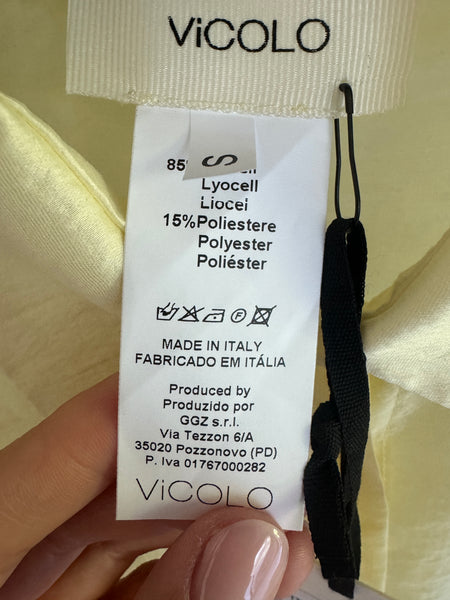 ViCOLO
S
85
Lyocell
Liocel
15%Poliestere
Polyester
Poliéster
P
MADE IN ITALY
FABRICADO EM ITÁLIA
Produced by
Produzido por
GGZ s.r.l.
Via Tezzon 6/A
35020 Pozzonovo (PD)
P. Iva 01767000282
ViCOLO